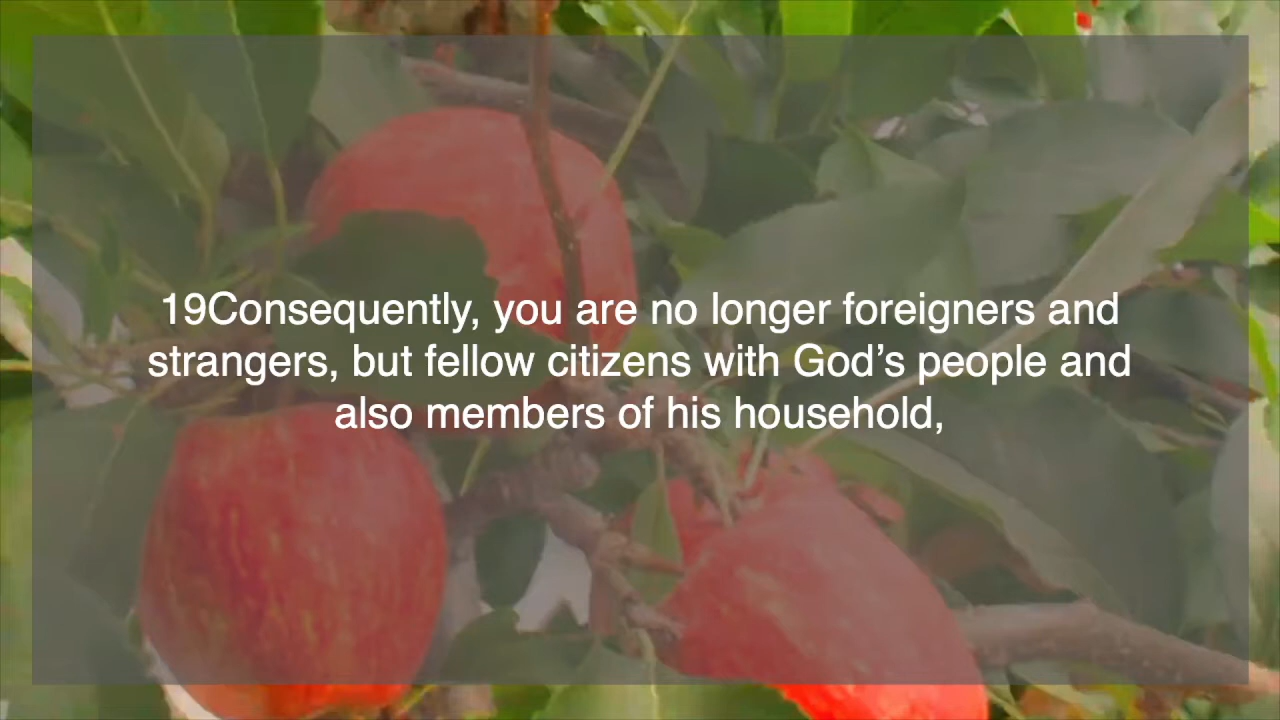 19Consequently, you are no longer foreigners and
strangers, but fellow citizens with God’s people and
also members of his household,